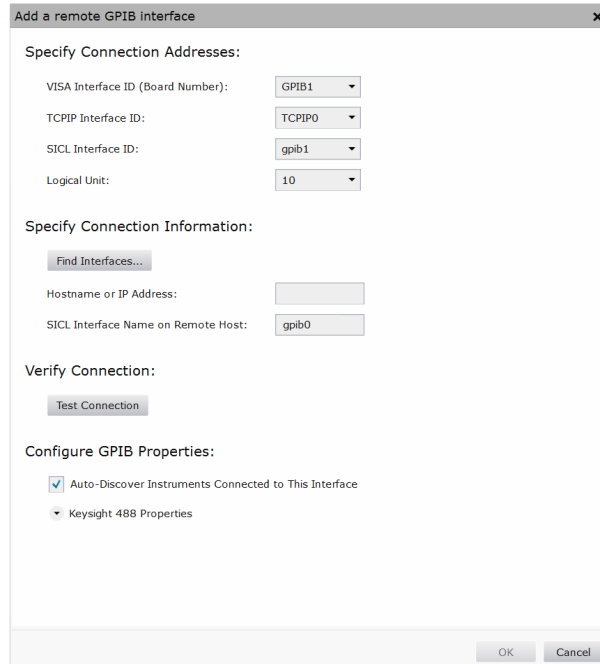 Add a remote GPIB interface
Specify Connection Addresses:
VISA Interface ID (Board Number): GPIB1
TCPIP Interface ID: TCPIP0
SICL Interface ID: gpib1
Logical Unit: 10
Specify Connection Information:
Find Interfaces...
Hostname or IP Address:
SICL Interface Name on Remote Host: gpib0
Verify Connection:
Test Connection
Configure GPIB Properties:
Auto-Discover Instruments Connected to This Interface
Keysight 488 Properties
OK Cancel